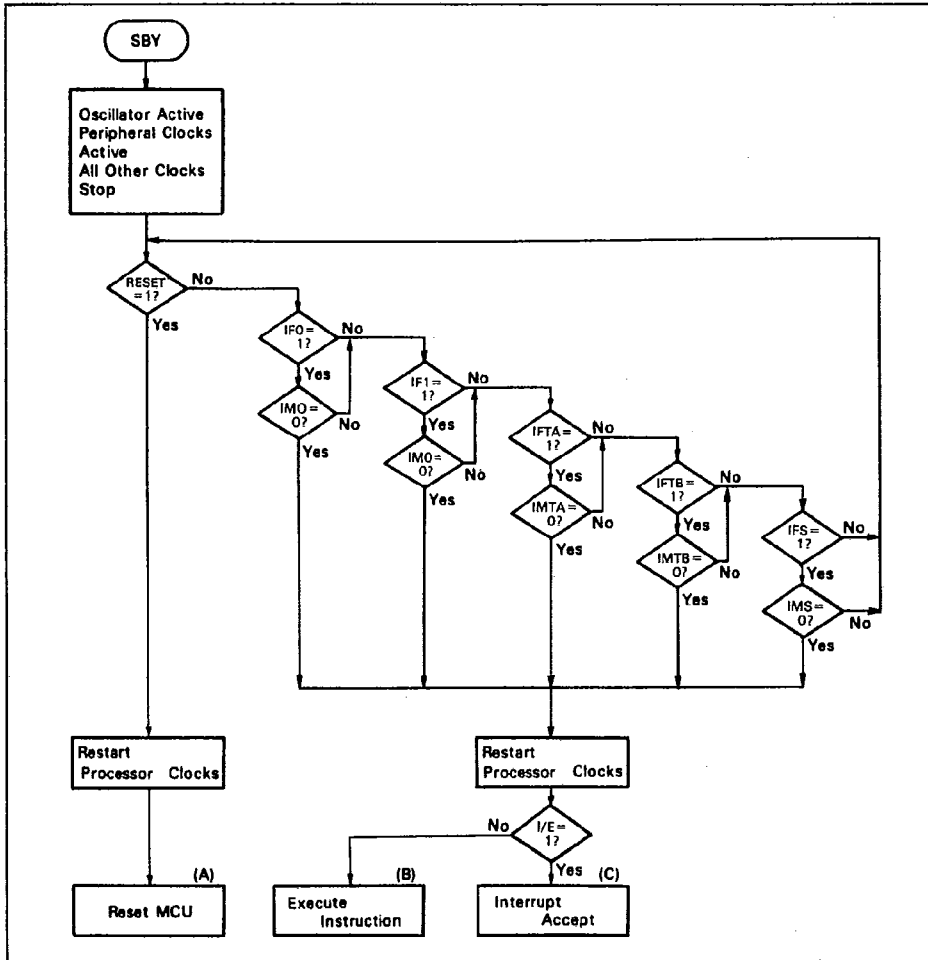 SBY
Oscillator Active
Peripheral Clocks
Active
All Other Clocks
Stop
RESET
=1?
No
Yes
IF0=
1?
No
Yes
IM0=
0?
No
Yes
IF1=
1?
No
Yes
IM0=
0?
No
Yes
IFTA=
1?
No
Yes
IMTA=
0?
No
Yes
IFTB=
1?
No
Yes
IMTB=
0?
No
Yes
IFS=
1?
No
Yes
IMS=
0?
No
Yes
Restart
Processor Clocks
Restart
Processor Clocks
I/E=
1?
No
Yes
(A)
Reset MCU
(B)
Execute
Instruction
(C)
Interrupt
Accept